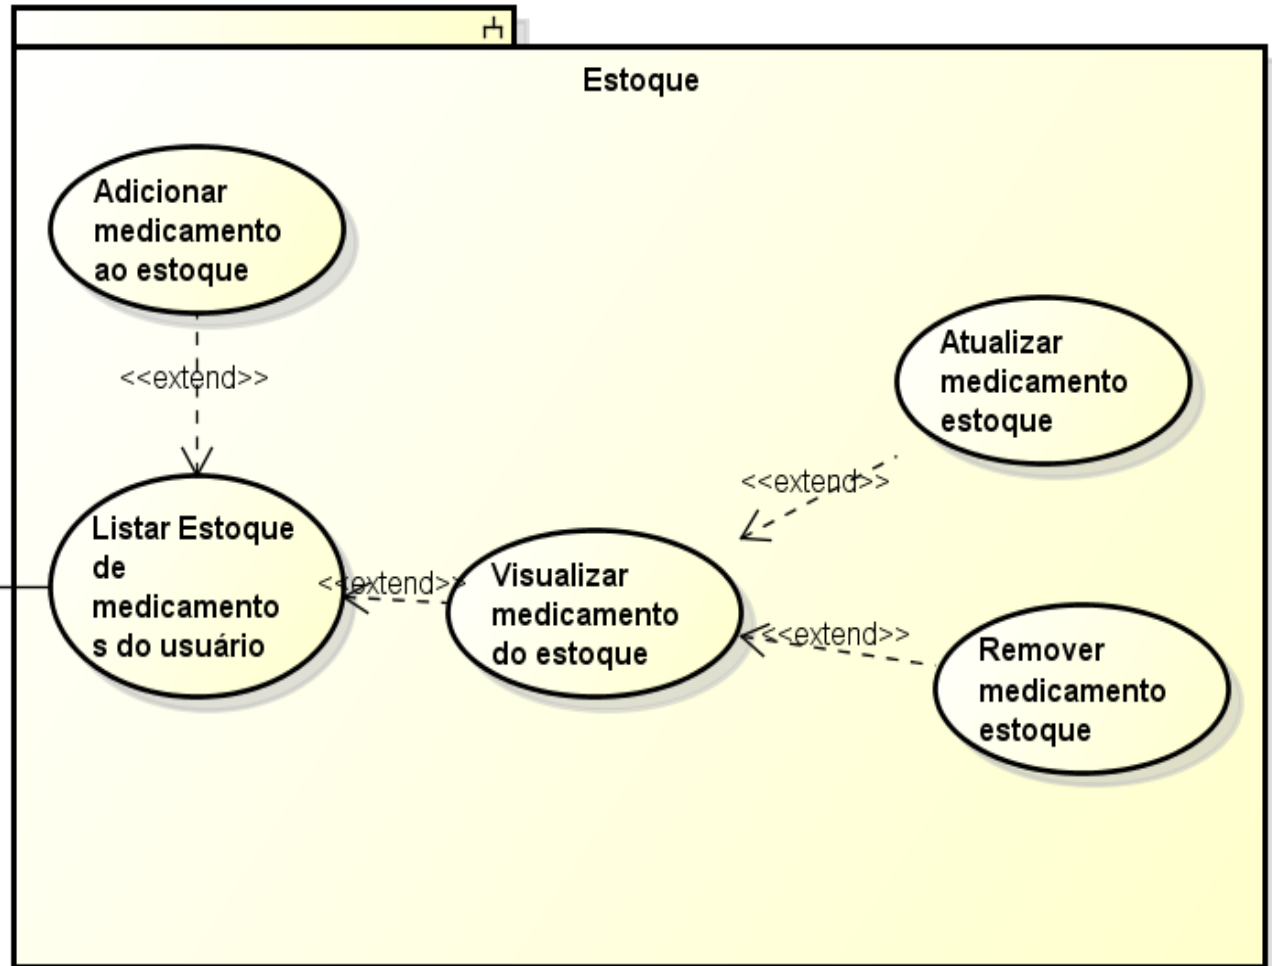 Estoque
Adicionar
medicamento
ao estoque
<<extend>>
Listar Estoque
de
medicamento
s do usuário
<<extend>>
Visualizar
medicamento
do estoque
<<extend>>
Atualizar
medicamento
estoque
<<extend>>
Remover
medicamento
estoque